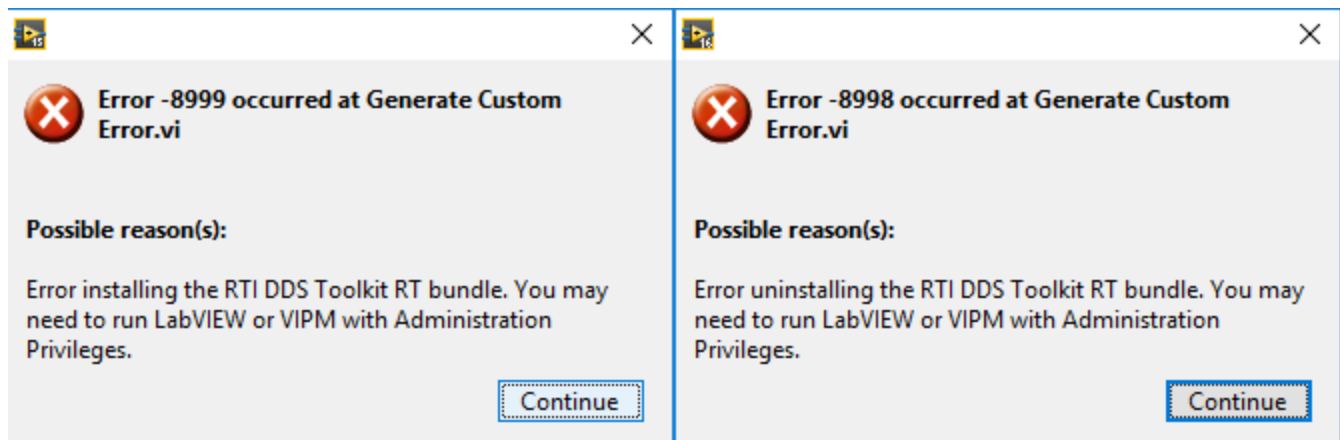 15
Error -8999 occurred at Generate Custom
Error.vi
Possible reason(s):
Error installing the RTI DDS Toolkit RT bundle. You may
need to run LabVIEW or VIPM with Administration
Privileges.
Continue
16
Error -8998 occurred at Generate Custom
Error.vi
Possible reason(s):
Error uninstalling the RTI DDS Toolkit RT bundle. You may
need to run LabVIEW or VIPM with Administration
Privileges.
Continue